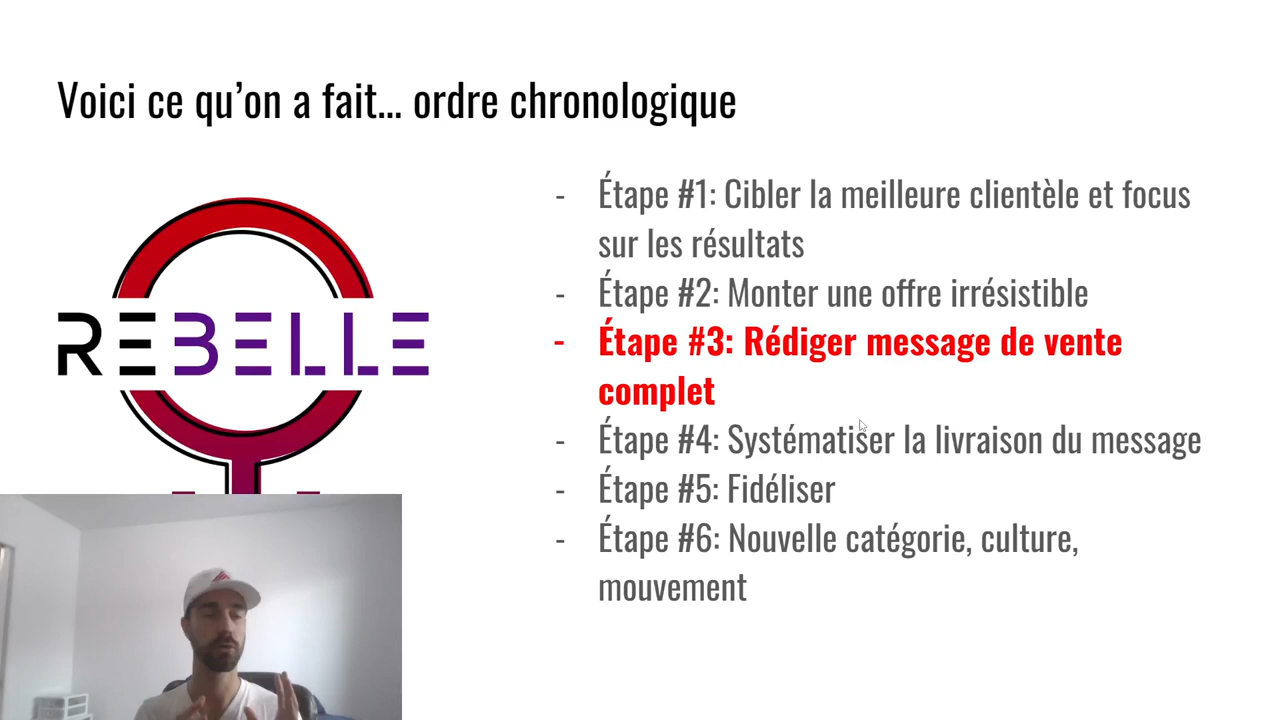 Voici ce qu'on a fait... ordre chronologique
- Étape #1: Cibler la meilleure clientèle et focus
sur les résultats
- Étape #2: Monter une offre irrésistible
- Étape #3: Rédiger message de vente
complet
- Étape #4: Systématiser la livraison du message
- Étape #5: Fidéliser
- Étape #6: Nouvelle catégorie, culture,
mouvement
REBELLE